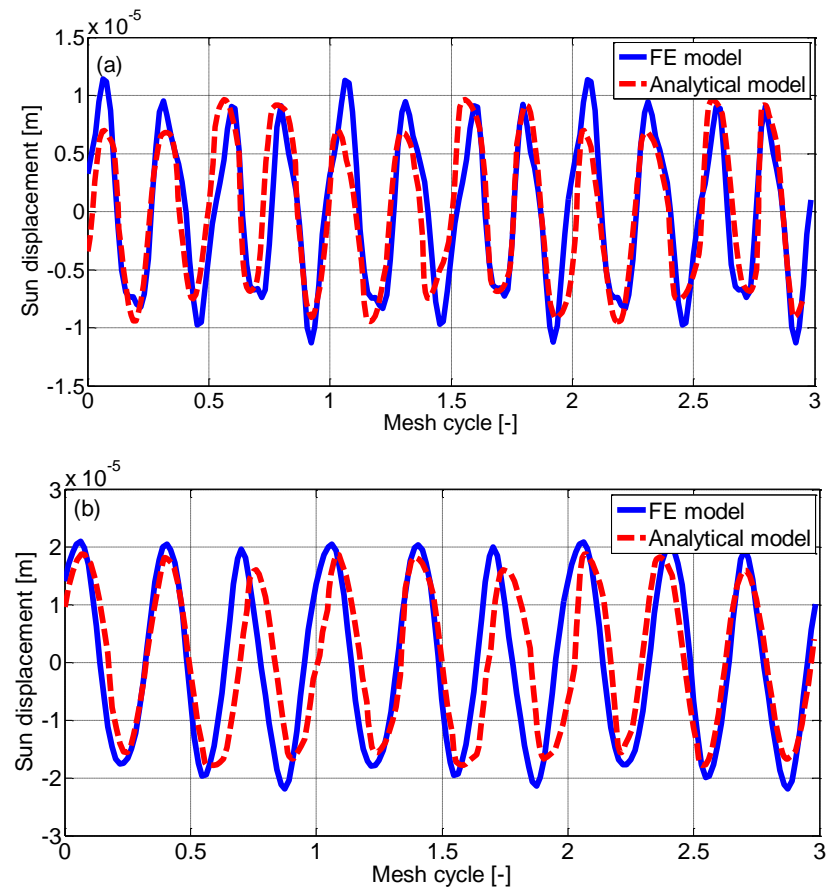 x 10-5
1.5
(a)
FE model
Analytical model
1
0.5
0
-0.5
-1
-1.5
Sun displacement [m]
0 0.5 1 1.5 2 2.5 3
Mesh cycle [-]
x 10-5
3
(b)
FE model
Analytical model
2
1
0
-1
-2
-3
Sun displacement [m]
0 0.5 1 1.5 2 2.5 3
Mesh cycle [-]